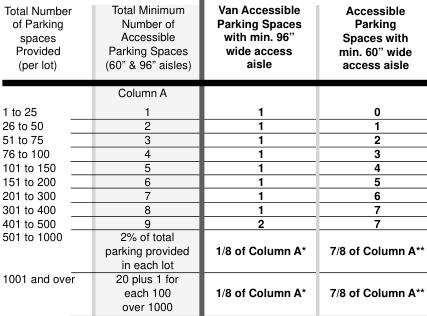 Total Number of Parking spaces Provided (per lot) | Total Minimum Number of Accessible Parking Spaces (60" & 96" aisles) | Van Accessible Parking Spaces with min. 96" wide access aisle | Accessible Parking Spaces with min. 60" wide access aisle
Column A
1 to 25 | 1 | 1 | 0
26 to 50 | 2 | 1 | 1
51 to 75 | 3 | 1 | 2
76 to 100 | 4 | 1 | 3
101 to 150 | 5 | 1 | 4
151 to 200 | 6 | 1 | 5
201 to 300 | 7 | 1 | 6
301 to 400 | 8 | 1 | 7
401 to 500 | 9 | 2 | 7
501 to 1000 | 2% of total parking provided in each lot | 1/8 of Column A* | 7/8 of Column A**
1001 and over | 20 plus 1 for each 100 over 1000 | 1/8 of Column A* | 7/8 of Column A**